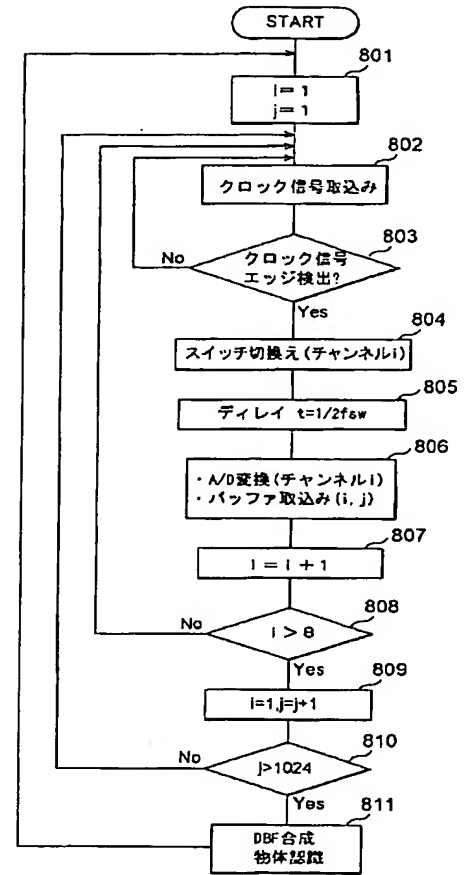 START
801
i = 1
j = 1
802
クロック信号取込み
803
クロック信号
エッジ検出?
No
Yes
804
スイッチ切換え(チャンネルi)
805
ディレイ t=1/2fsw
806
・A/D変換(チャンネルi)
・バッファ取込み(i, j)
807
i = i + 1
808
i > 8
No
Yes
809
i=1,j=j+1
810
j>1024
No
Yes
811
DBF合成
物体認識